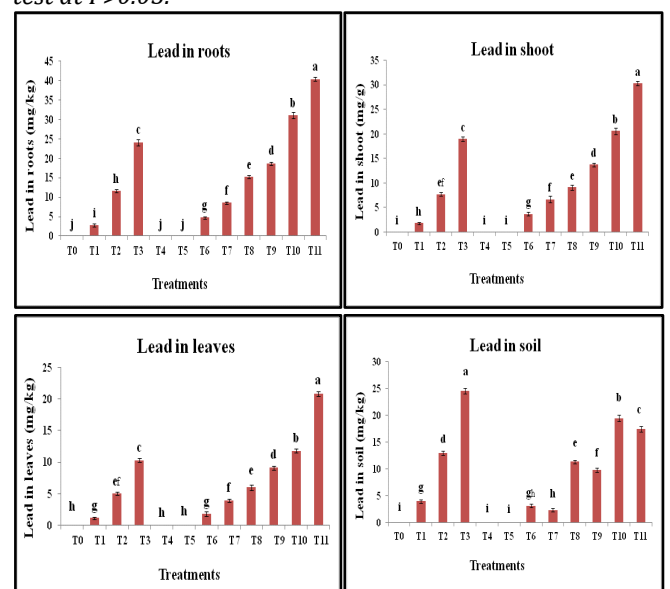 test at P>0.05.
Lead in roots
Lead in roots (mg/kg)
45
40
35
30
25
20
15
10
5
0
j i h c j j g f e d b a
T0 T1 T2 T3 T4 T5 T6 T7 T8 T9 T10 T11
Treatments
Lead in shoot
Lead in shoot (mg/g)
35
30
25
20
15
10
5
0
i h ef c i i g f e d b a
T0 T1 T2 T3 T4 T5 T6 T7 T8 T9 T10 T11
Treatments
Lead in leaves
Lead in leaves (mg/kg)
25
20
15
10
5
0
h g ef c h h g f e d b a
T0 T1 T2 T3 T4 T5 T6 T7 T8 T9 T10 T11
Treatments
Lead in soil
Lead in soil (mg/kg)
30
25
20
15
10
5
0
i g d a i i gh h e f b c
T0 T1 T2 T3 T4 T5 T6 T7 T8 T9 T10 T11
Treatments